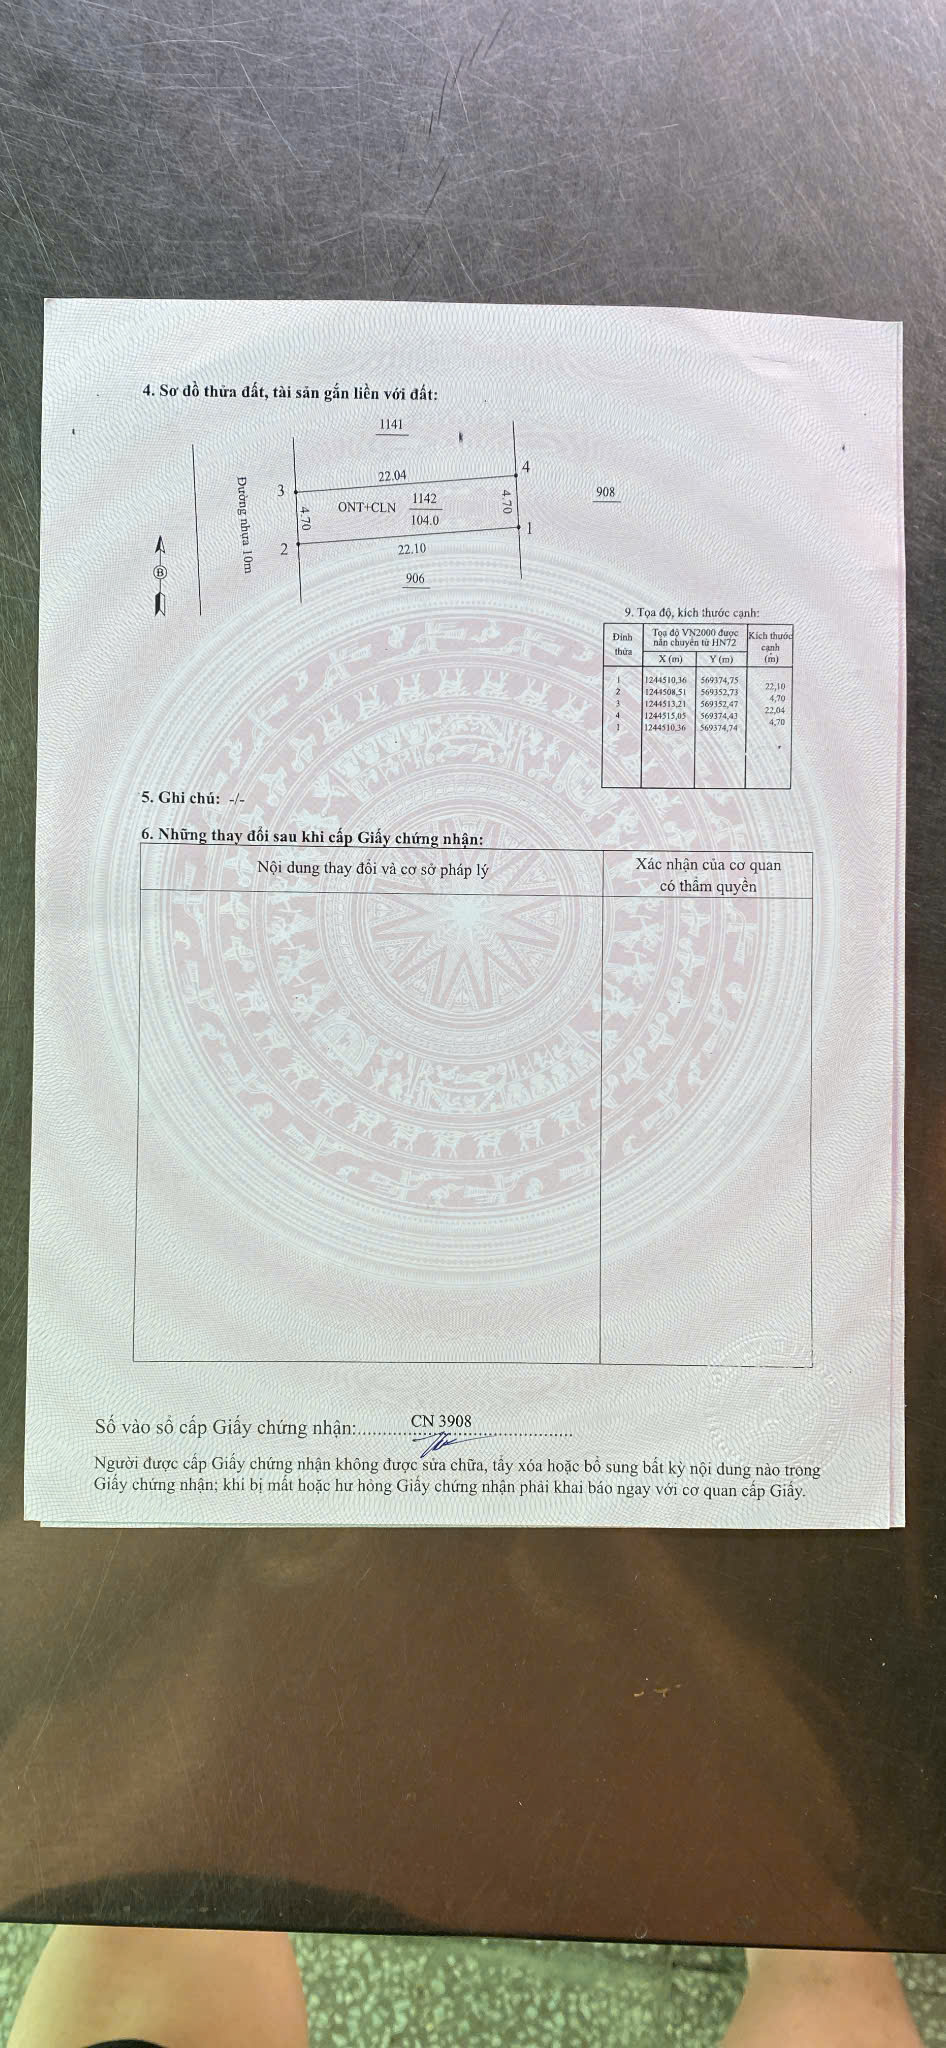 4. Sơ đồ thửa đất, tài sản gắn liền với đất:
1141
22.04
3
4
Đường nhựa 10m
4.70
ONT+CLN
1142
104.0
4.70
908
2
1
22.10
906
B
9. Tọa độ, kích thước cạnh:
Đỉnh thửa
Tọa độ VN2000 được nắn chuyển từ HN72
Kích thước cạnh (m)
X (m) Y (m)
1 1244510,36 569374,75
22,10
2 1244508,51 569352,73
4,70
3 1244513,21 569352,47
22,04
4 1244515,05 569374,43
4,70
1 1244510,36 569374,74
5. Ghi chú: -/-
6. Những thay đổi sau khi cấp Giấy chứng nhận:
Nội dung thay đổi và cơ sở pháp lý
Xác nhận của cơ quan
có thẩm quyền
Số vào sổ cấp Giấy chứng nhận: CN 3908
Người được cấp Giấy chứng nhận không được sửa chữa, tẩy xóa hoặc bổ sung bất kỳ nội dung nào trong
Giấy chứng nhận; khi bị mất hoặc hư hỏng Giấy chứng nhận phải khai báo ngay với cơ quan cấp Giấy.